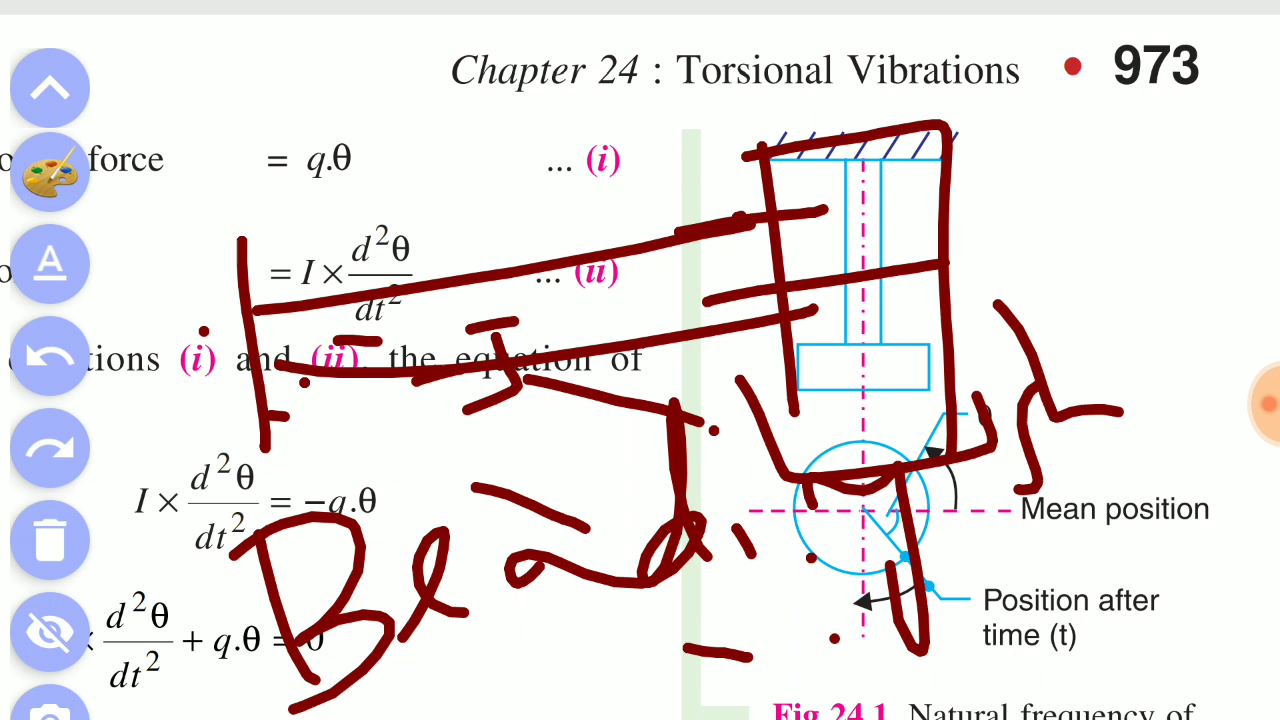 Chapter 24 : Torsional Vibrations • 973
force = q.θ ... (i)
= I × d²θ/dt² ... (ii)
tions (i) and (ii), the equation of
I × d²θ/dt² = −q.θ
× d²θ/dt² + q.θ = 0
Mean position
Position after
time (t)
Fig 24.1 Natural frequency of
A